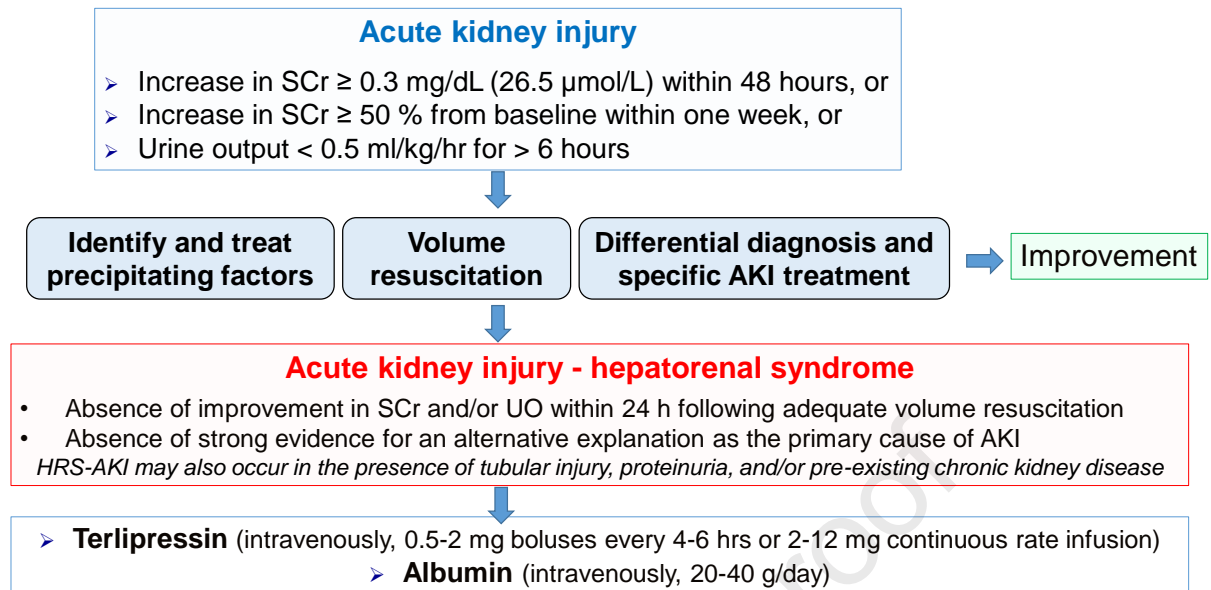 Acute kidney injury
➢ Increase in SCr ≥ 0.3 mg/dL (26.5 µmol/L) within 48 hours, or
➢ Increase in SCr ≥ 50 % from baseline within one week, or
➢ Urine output < 0.5 ml/kg/hr for > 6 hours
Identify and treat
precipitating factors
Volume
resuscitation
Differential diagnosis and
specific AKI treatment
Improvement
Acute kidney injury - hepatorenal syndrome
• Absence of improvement in SCr and/or UO within 24 h following adequate volume resuscitation
• Absence of strong evidence for an alternative explanation as the primary cause of AKI
HRS-AKI may also occur in the presence of tubular injury, proteinuria, and/or pre-existing chronic kidney disease
➢ Terlipressin (intravenously, 0.5-2 mg boluses every 4-6 hrs or 2-12 mg continuous rate infusion)
➢ Albumin (intravenously, 20-40 g/day)
roof